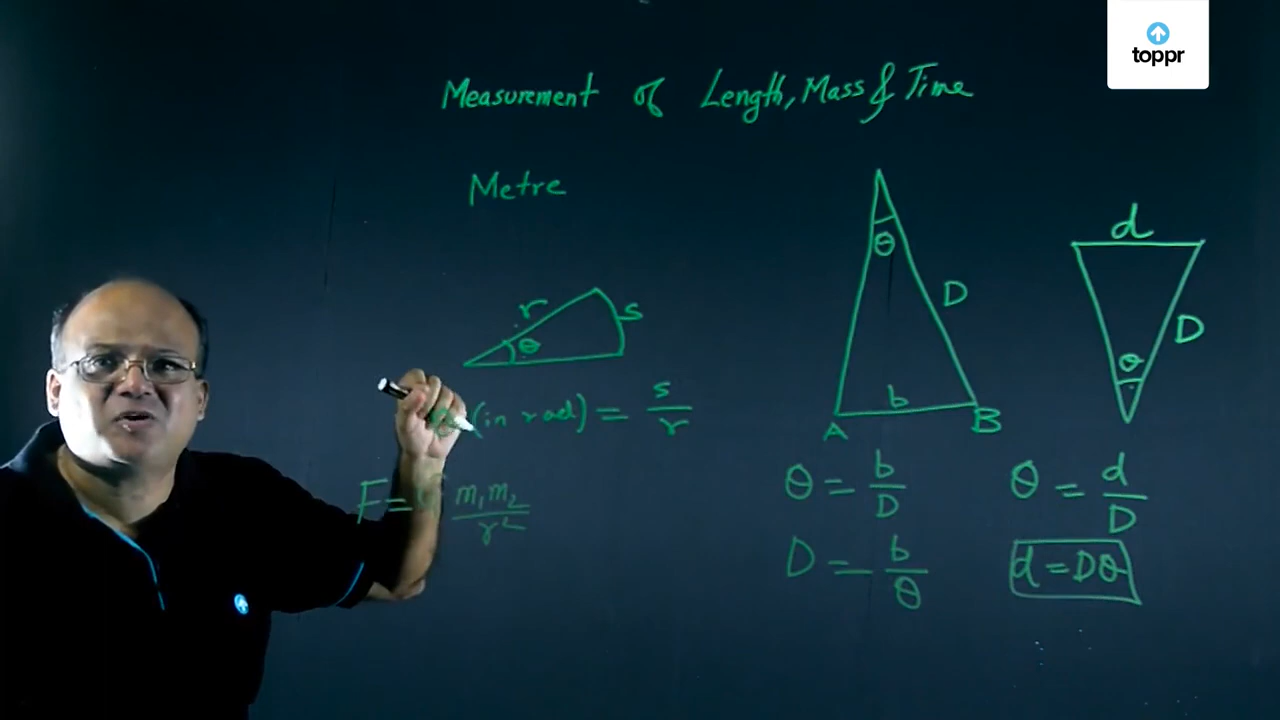 toppr
Measurement of Length, Mass & Time
Metre
r
θ
s
(in rad) = s/r
F = G m₁m₂/r²
θ
D
b
A
B
θ = b/D
D = b/θ
d
D
θ
θ = d/D
d = Dθ